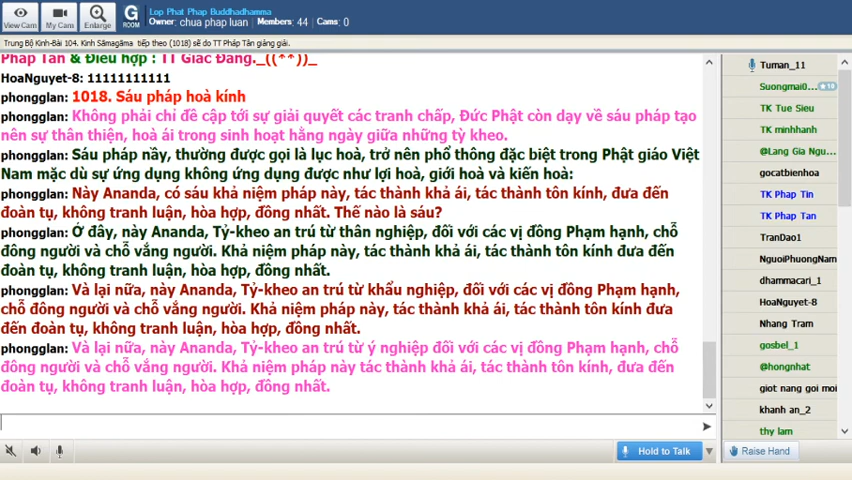 View Cam
My Cam
Enlarge
G
ROOM
Lop Phat Phap Buddhadhamma
Owner: chua phap luan Members: 44 Cams: 0
Trung Bộ Kinh-Bài 104. Kinh Sāmagāma tiếp theo (1018) sẽ do TT Pháp Tân giảng giải.
Pháp Tân & Điều hợp : TT Giác Đẳng._((**))_
HoaNguyet-8: 11111111111
phongglan: 1018. Sáu pháp hoà kính
phongglan: Không phải chỉ đề cập tới sự giải quyết các tranh chấp, Đức Phật còn dạy về sáu pháp tạo
nên sự thân thiện, hoà ái trong sinh hoạt hằng ngày giữa những tỳ kheo.
phongglan: Sáu pháp nầy, thường được gọi là lục hoà, trở nên phổ thông đặc biệt trong Phật giáo Việt
Nam mặc dù sự ứng dụng không ứng dụng được như lợi hoà, giới hoà và kiến hoà:
phongglan: Này Ananda, có sáu khả niệm pháp này, tác thành khả ái, tác thành tôn kính, đưa đến
đoàn tụ, không tranh luận, hòa hợp, đồng nhất. Thế nào là sáu?
phongglan: Ở đây, này Ananda, Tỷ-kheo an trú từ thân nghiệp, đối với các vị đồng Phạm hạnh, chỗ
đông người và chỗ vắng người. Khả niệm pháp này, tác thành khả ái, tác thành tôn kính đưa đến
đoàn tụ, không tranh luận, hòa hợp, đồng nhất.
phongglan: Và lại nữa, này Ananda, Tỷ-kheo an trú từ khẩu nghiệp, đối với các vị đồng Phạm hạnh,
chỗ đông người và chỗ vắng người. Khả niệm pháp này, tác thành khả ái, tác thành tôn kính đưa
đến đoàn tụ, không tranh luận, hòa hợp, đồng nhất.
phongglan: Và lại nữa, này Ananda, Tỷ-kheo an trú từ ý nghiệp đối với các vị đồng Phạm hạnh, chỗ
đông người và chỗ vắng người. Khả niệm pháp này tác thành khả ái, tác thành tôn kính, đưa đến
đoàn tụ, không tranh luận, hòa hợp, đồng nhất.
Tuman_11
Suongmai0... 10
TK Tue Sieu
TK minhhanh
@Lang Gia Ngu...
gocatbienhoa
TK Phap Tin
TK Phap Tan
TranDao1
NguoiPhuongNam
dhammacari_1
HoaNguyet-8
Nhang Tram
gosbel_1
@hongnhat
giot nang goi moi
khanh an_2
thy lam
Hold to Talk
Raise Hand